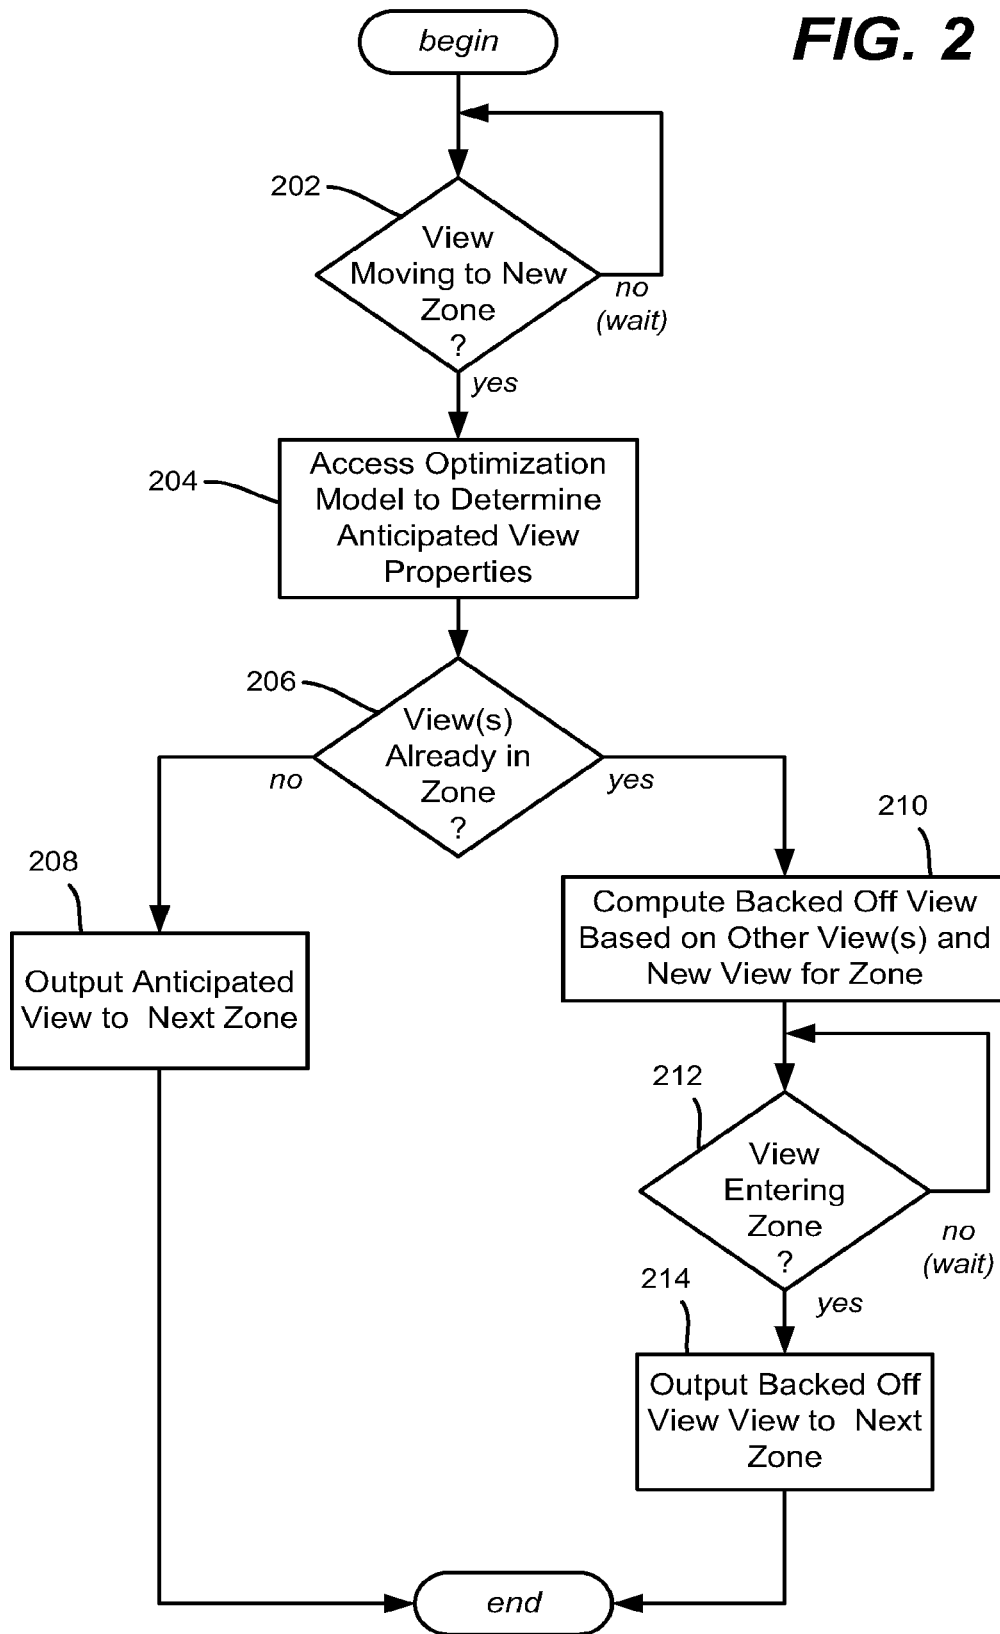 FIG. 2
begin
202
View
Moving to New
Zone
?
no
(wait)
yes
204
Access Optimization
Model to Determine
Anticipated View
Properties
206
View(s)
Already in
Zone
?
no
yes
208
Output Anticipated
View to Next Zone
210
Compute Backed Off View
Based on Other View(s) and
New View for Zone
212
View
Entering
Zone
?
no
(wait)
yes
214
Output Backed Off
View View to Next
Zone
end